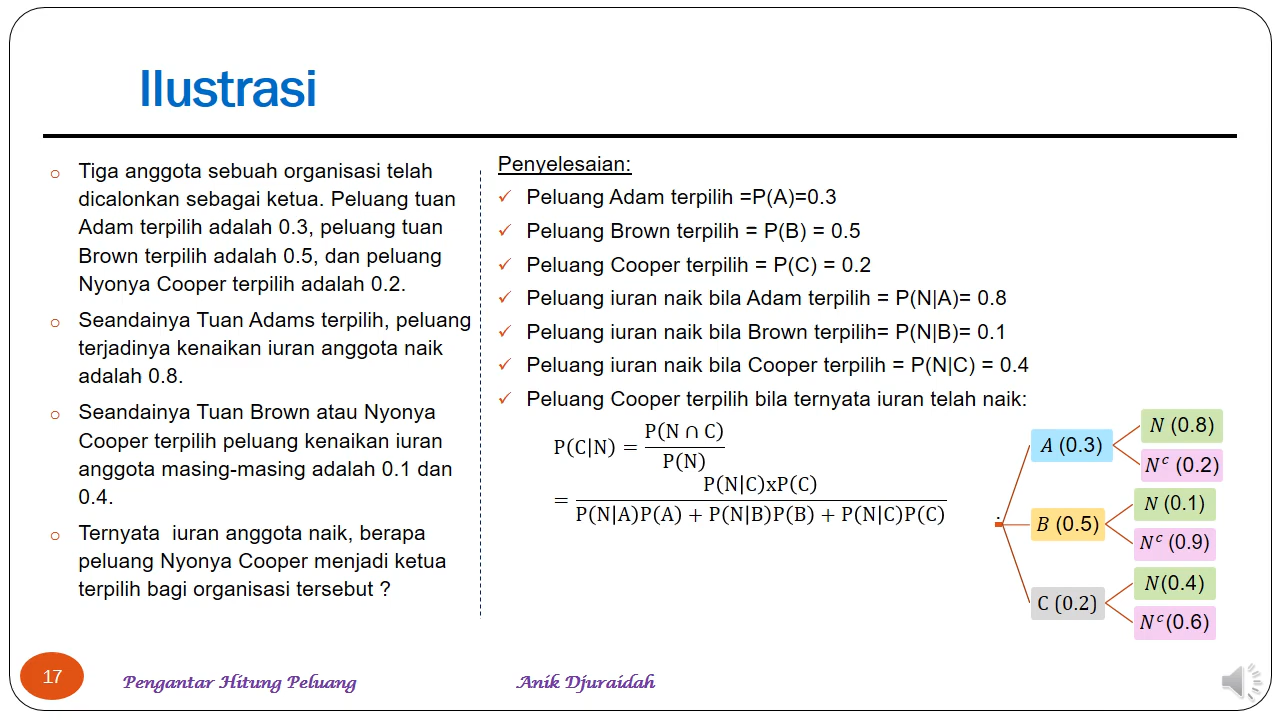 Ilustrasi
Tiga anggota sebuah organisasi telah
dicalonkan sebagai ketua. Peluang tuan
Adam terpilih adalah 0.3, peluang tuan
Brown terpilih adalah 0.5, dan peluang
Nyonya Cooper terpilih adalah 0.2.
Seandainya Tuan Adams terpilih, peluang
terjadinya kenaikan iuran anggota naik
adalah 0.8.
Seandainya Tuan Brown atau Nyonya
Cooper terpilih peluang kenaikan iuran
anggota masing-masing adalah 0.1 dan
0.4.
Ternyata iuran anggota naik, berapa
peluang Nyonya Cooper menjadi ketua
terpilih bagi organisasi tersebut ?
Penyelesaian:
✓ Peluang Adam terpilih =P(A)=0.3
✓ Peluang Brown terpilih = P(B) = 0.5
✓ Peluang Cooper terpilih = P(C) = 0.2
✓ Peluang iuran naik bila Adam terpilih = P(N|A)= 0.8
✓ Peluang iuran naik bila Brown terpilih= P(N|B)= 0.1
✓ Peluang iuran naik bila Cooper terpilih = P(N|C) = 0.4
✓ Peluang Cooper terpilih bila ternyata iuran telah naik:
P(C|N) = P(N ∩ C) / P(N)
= P(N|C)xP(C) / P(N|A)P(A) + P(N|B)P(B) + P(N|C)P(C)
A (0.3)
N (0.8)
Nᶜ (0.2)
B (0.5)
N (0.1)
Nᶜ (0.9)
C (0.2)
N(0.4)
Nᶜ(0.6)
17
Pengantar Hitung Peluang
Anik Djuraidah